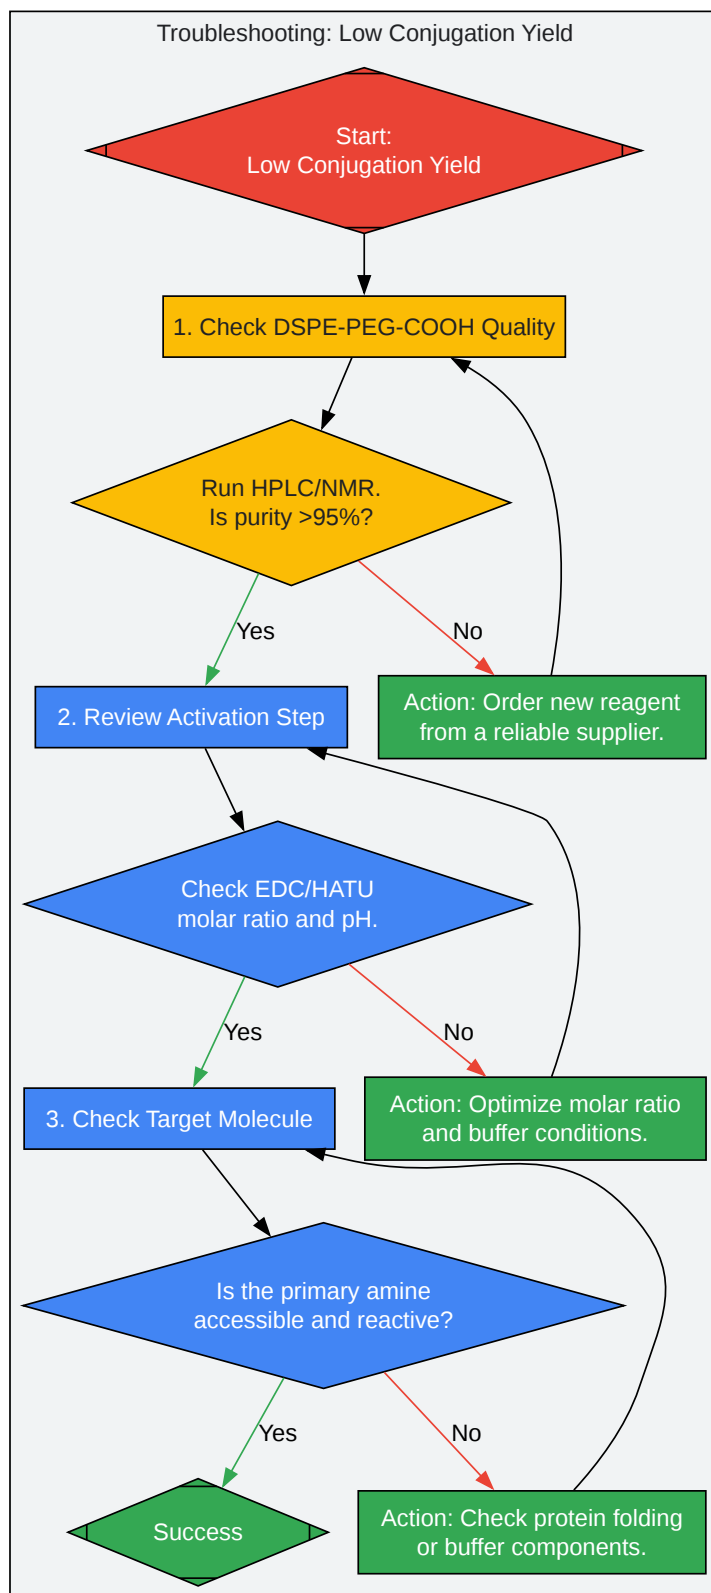 Troubleshooting: Low Conjugation Yield
Start:
Low Conjugation Yield
1. Check DSPE-PEG-COOH Quality
Run HPLC/NMR.
Is purity >95%?
Yes
No
2. Review Activation Step
Action: Order new reagent
from a reliable supplier.
Check EDC/HATU
molar ratio and pH.
Yes
No
3. Check Target Molecule
Action: Optimize molar ratio
and buffer conditions.
Is the primary amine
accessible and reactive?
Yes
No
Success
Action: Check protein folding
or buffer components.